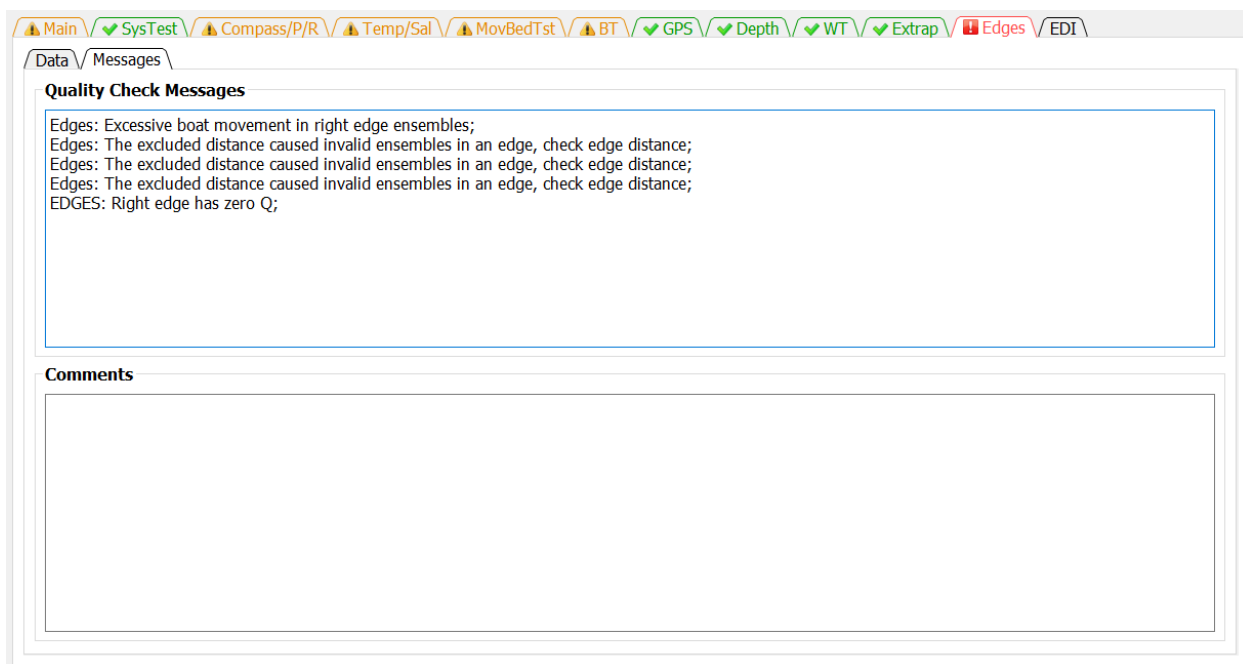 Main SysTest Compass/P/R Temp/Sal MovBedTst BT GPS Depth WT Extrap Edges EDI
Data Messages
Quality Check Messages
Edges: Excessive boat movement in right edge ensembles;
Edges: The excluded distance caused invalid ensembles in an edge, check edge distance;
Edges: The excluded distance caused invalid ensembles in an edge, check edge distance;
Edges: The excluded distance caused invalid ensembles in an edge, check edge distance;
EDGES: Right edge has zero Q;
Comments